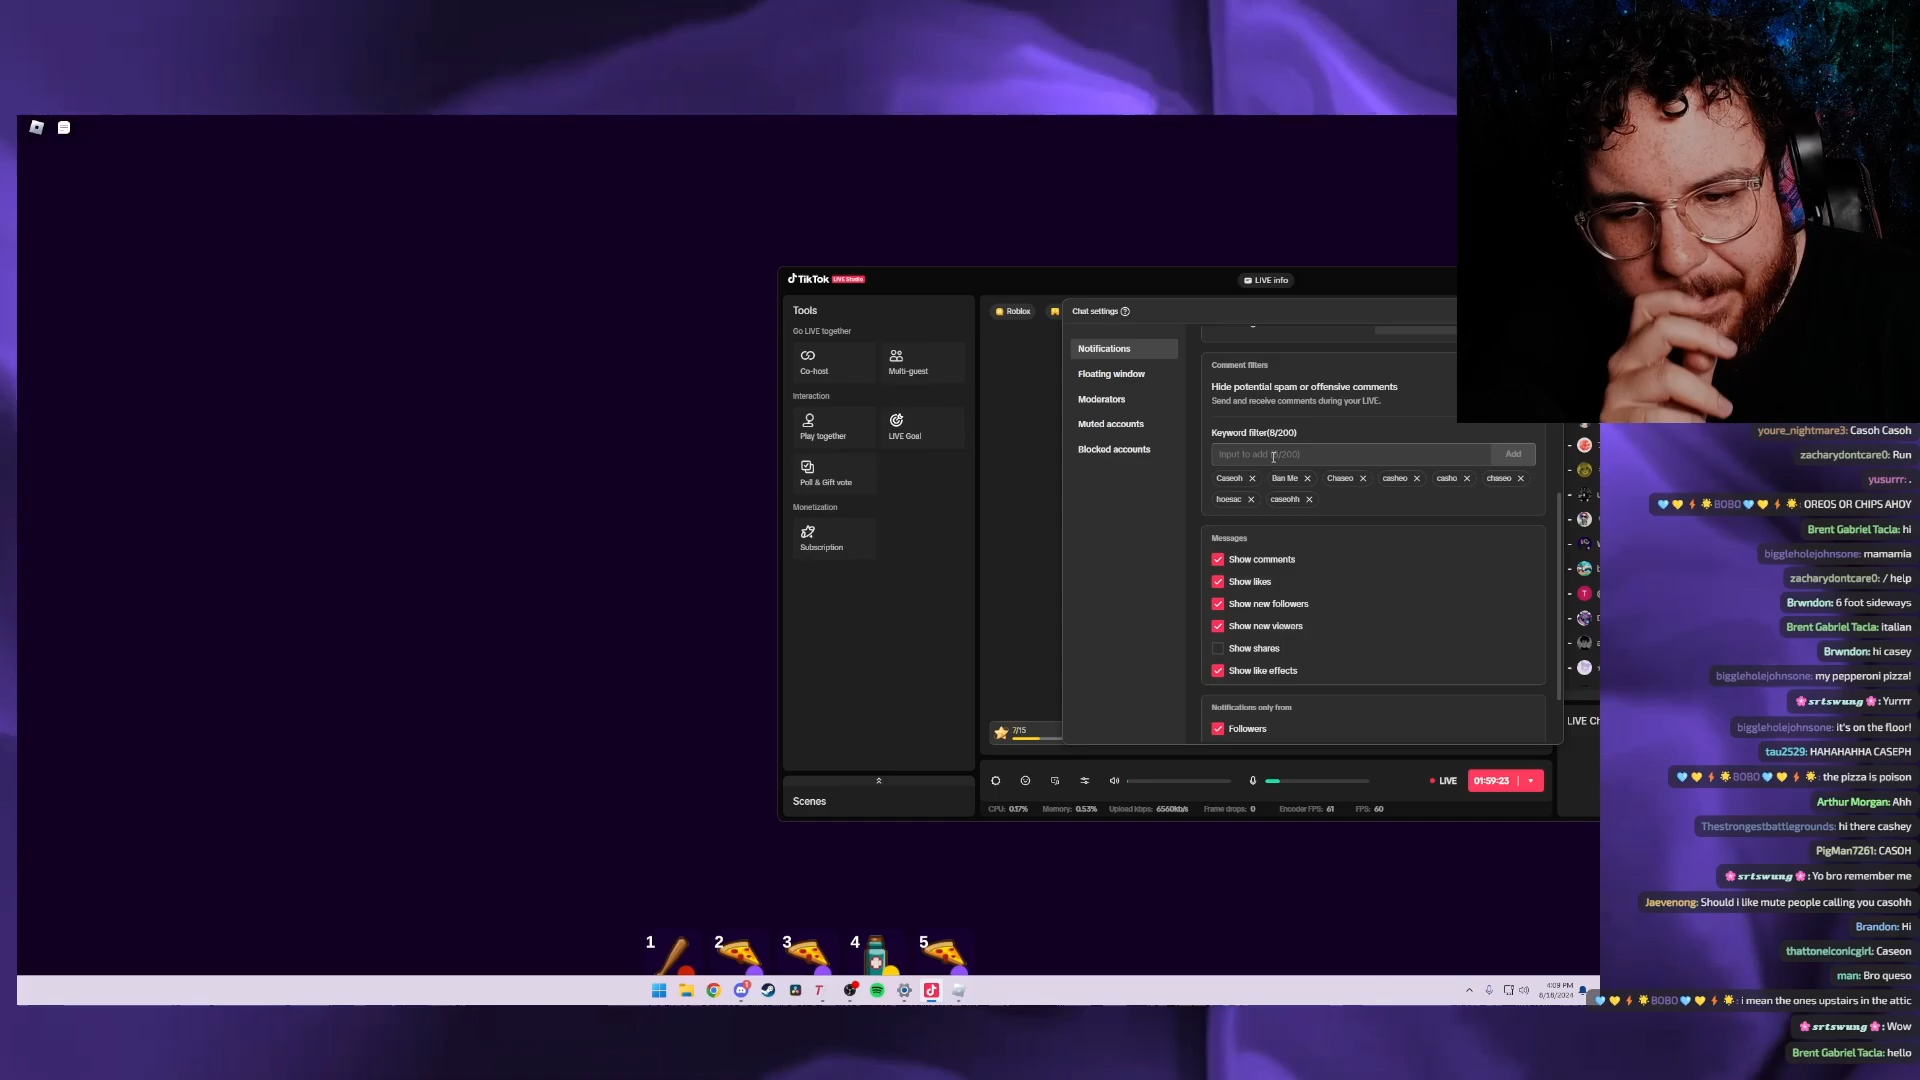 TikTok LIVE Studio
LIVE info
Tools
Go LIVE together
Co-host
Multi-guest
Interaction
Play together
LIVE Goal
Poll & Gift vote
Monetization
Subscription
Scenes
Roblox
Chat settings
Notifications
Floating window
Moderators
Muted accounts
Blocked accounts
Comment filters
Hide potential spam or offensive comments
Send and receive comments during your LIVE.
Keyword filter(8/200)
Input to add
Add
Caseoh
Ban Me
Chaseo
casheo
casho
chaseo
hoesac
caseohh
Messages
Show comments
Show likes
Show new followers
Show new viewers
Show shares
Show like effects
Notifications only from
Followers
7/15
LIVE
01:59:23
CPU: 0.17% Memory: 0.53% Upload kbps: 6560kb/s Frame drops: 0 Encoder FPS: 61 FPS: 60
youre_nightmare3: Casoh Casoh
zacharydontcare0: Run
yusurrr: .
BOBO: OREOS OR CHIPS AHOY
Brent Gabriel Tacla: hi
biggleholejohnsone: mamamia
zacharydontcare0: / help
Brwndon: 6 foot sideways
Brent Gabriel Tacla: italian
Brwndon: hi casey
biggleholejohnsone: my pepperoni pizza!
srtswung: Yurrrr
biggleholejohnsone: it's on the floor!
tau2529: HAHAHAHHA CASEPH
BOBO: the pizza is poison
Arthur Morgan: Ahh
Thestrongestbattlegrounds: hi there cashey
PigMan7261: CASOH
srtswung: Yo bro remember me
Jaevenong: Should i like mute people calling you casohh
Brandon: Hi
thattoneiconicgirl: Caseon
man: Bro queso
BOBO: i mean the ones upstairs in the attic
srtswung: Wow
Brent Gabriel Tacla: hello
1 2 3 4 5
4:09 PM
8/18/2024